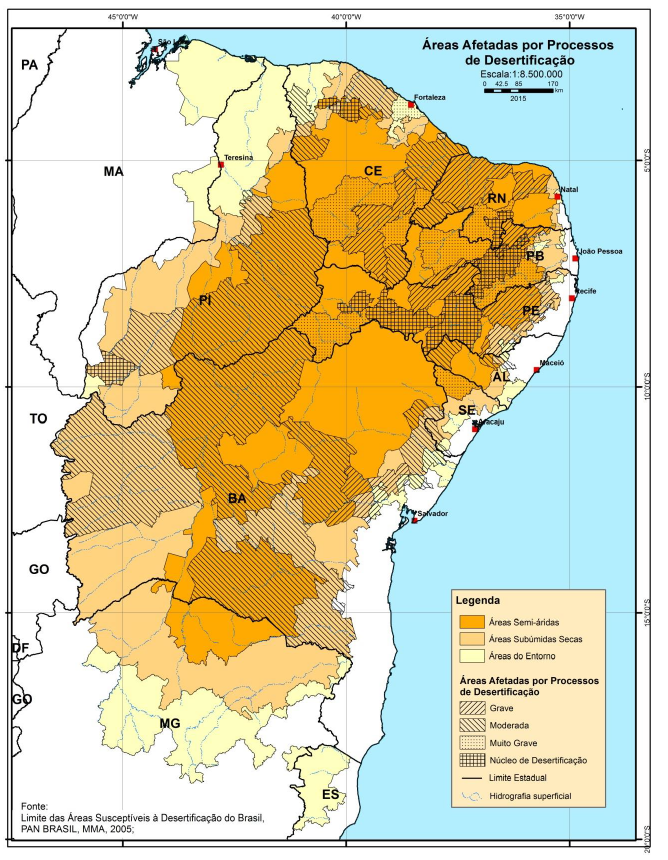 45°0'0"W
40°0'0"W
35°0'0"W
Áreas Afetadas por Processos
de Desertificação
Escala:1:8.500.000
0 42.5 85 170
km
2015
PA
Fortaleza
5°0'0"S
Teresina
MA
CE
RN
Natal
PB
João Pessoa
PI
PE
Recife
Maceió
AL
10°0'0"S
TO
SE
Aracaju
BA
Salvador
GO
15°0'0"S
DF
GO
MG
ES
20°0'0"S
Legenda
Áreas Semi-áridas
Áreas Subúmidas Secas
Áreas do Entorno
Áreas Afectadas por Processos
de Desertificação
Grave
Moderada
Muito Grave
Núcleo de Desertificação
Limite Estadual
Hidrografia superficial
Fonte:
Limite das Áreas Susceptíveis à Desertificação do Brasil,
PAN BRASIL, MMA, 2005;